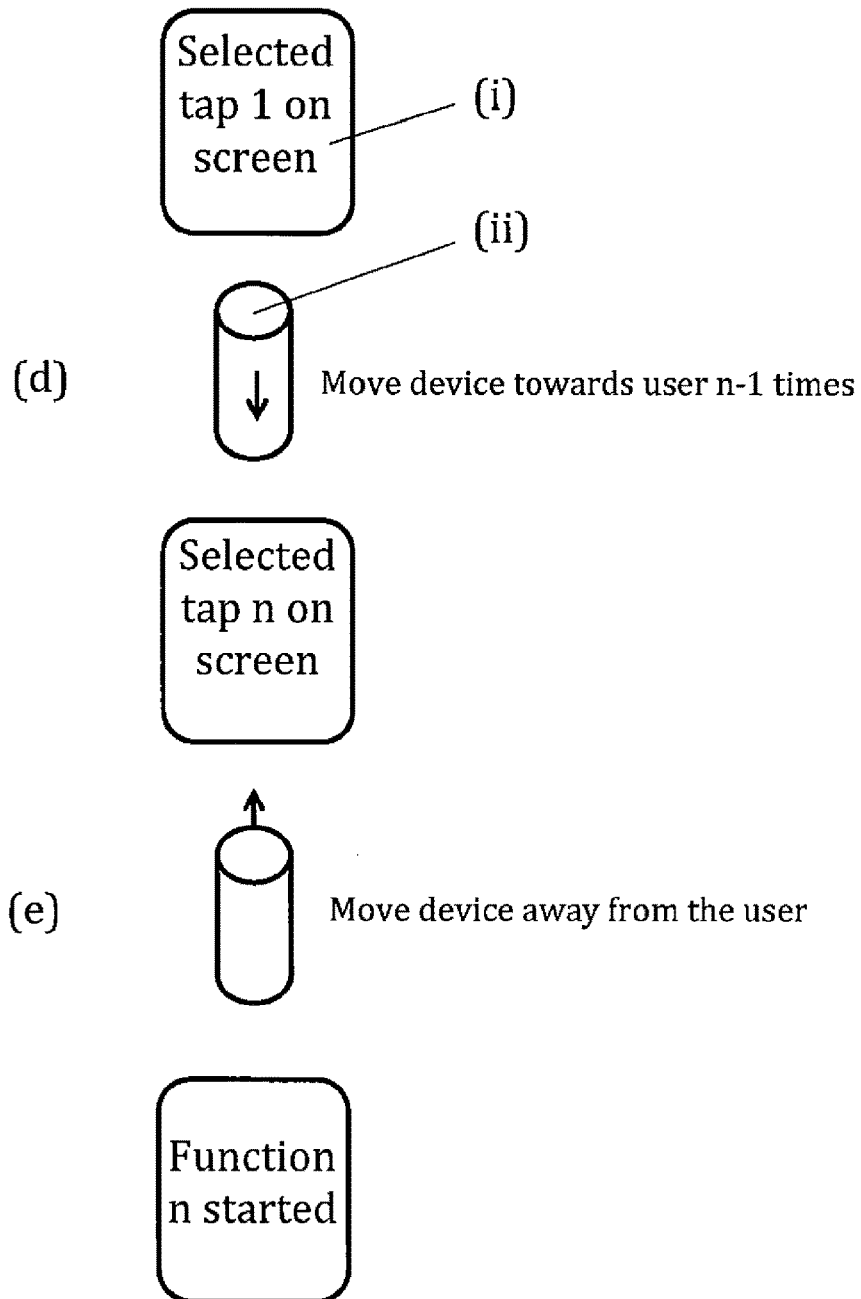 Selected
tap 1 on
screen
(i)
(ii)
(d)
Move device towards user n-1 times
Selected
tap n on
screen
(e)
Move device away from the user
Function
n started